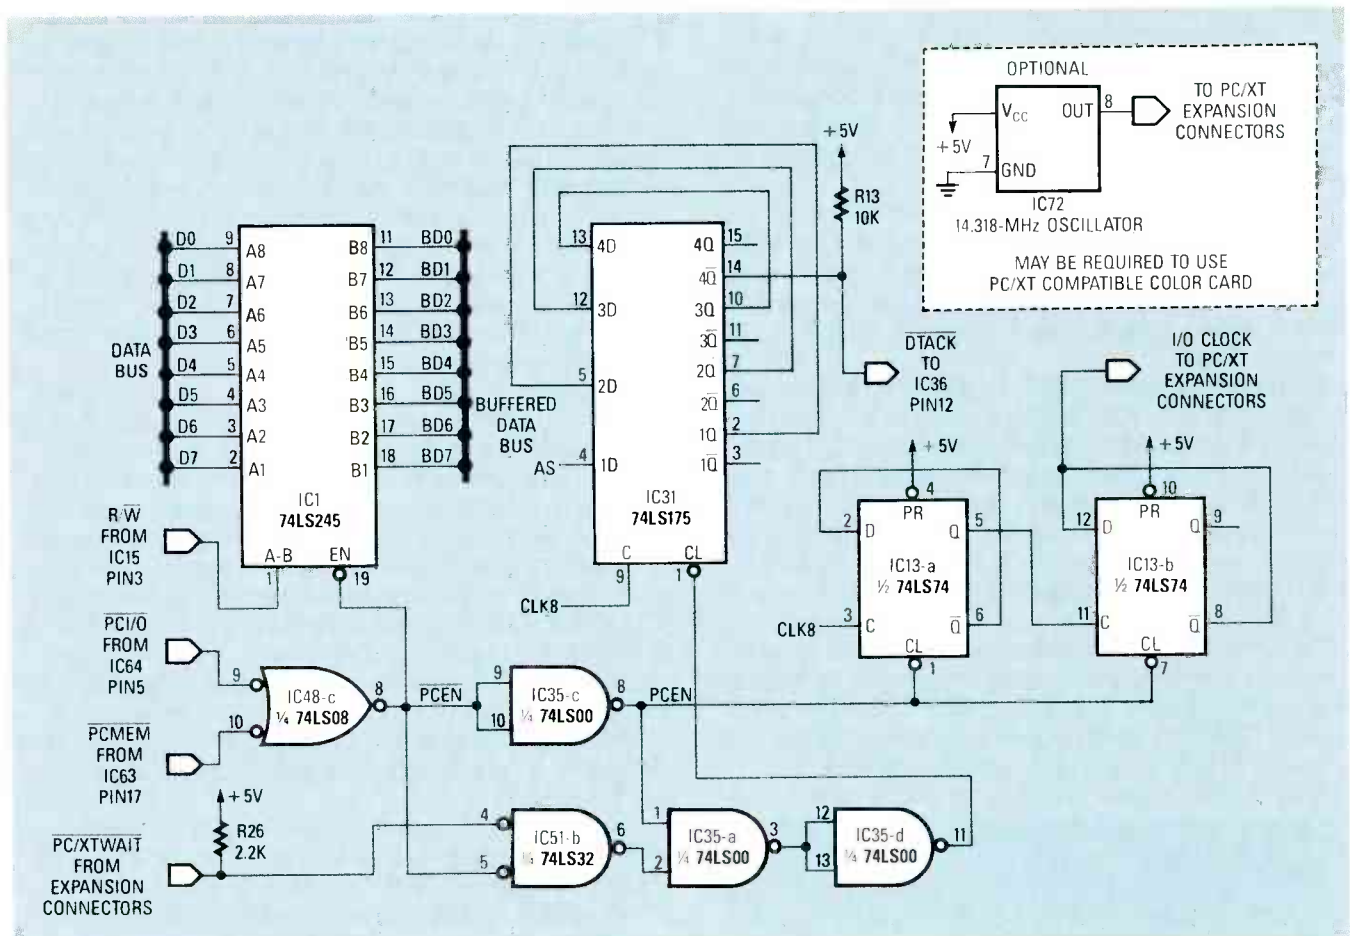 OPTIONAL
VCC
OUT
8
TO PC/XT
EXPANSION
CONNECTORS
+5V
7
GND
IC72
14.318-MHz OSCILLATOR
MAY BE REQUIRED TO USE
PC/XT COMPATIBLE COLOR CARD
DATA
BUS
D0 9 A8 B8 11 BD0
D1 8 A7 B7 12 BD1
D2 7 A6 B6 13 BD2
D3 6 A5 B5 14 BD3
D4 5 A4 B4 15 BD4
D5 4 A3 B3 16 BD5
D6 3 A2 B2 17 BD6
D7 2 A1 B1 18 BD7
IC1
74LS245
A-B EN
1 19
BUFFERED
DATA
BUS
+5V
R13
10K
13 4D 4Q 15
4Q̅ 14
12 3D 3Q 10
3Q̅ 11
5 2D 2Q 7
2Q̅ 6
AS 4 1D 1Q 2
1Q̅ 3
IC31
74LS175
C CL
9 1
CLK8
D̅T̅A̅C̅K̅
TO
IC36
PIN12
I/O CLOCK
TO PC/XT
EXPANSION
CONNECTORS
+5V
4
PR
2 D Q 5
IC13-a
½ 74LS74
CLK8 3 C Q̅ 6
CL
1
+5V
10
PR
12 D Q 9
IC13-b
½ 74LS74
11 C Q̅ 8
CL
7
R/W̅
FROM
IC15
PIN3
P̅C̅I̅/̅O̅
FROM
IC64
PIN5
P̅C̅M̅E̅M̅
FROM
IC63
PIN17
9
10
IC48-c
¼ 74LS08
8
P̅C̅E̅N̅
9
10
IC35-c
¼ 74LS00
8
PCEN
+5V
R26
2.2K
P̅C̅/̅X̅T̅W̅A̅I̅T̅
FROM
EXPANSION
CONNECTORS
4
5
IC51-b
¼ 74LS32
6
1
2
IC35-a
¼ 74LS00
3
12
13
IC35-d
¼ 74LS00
11